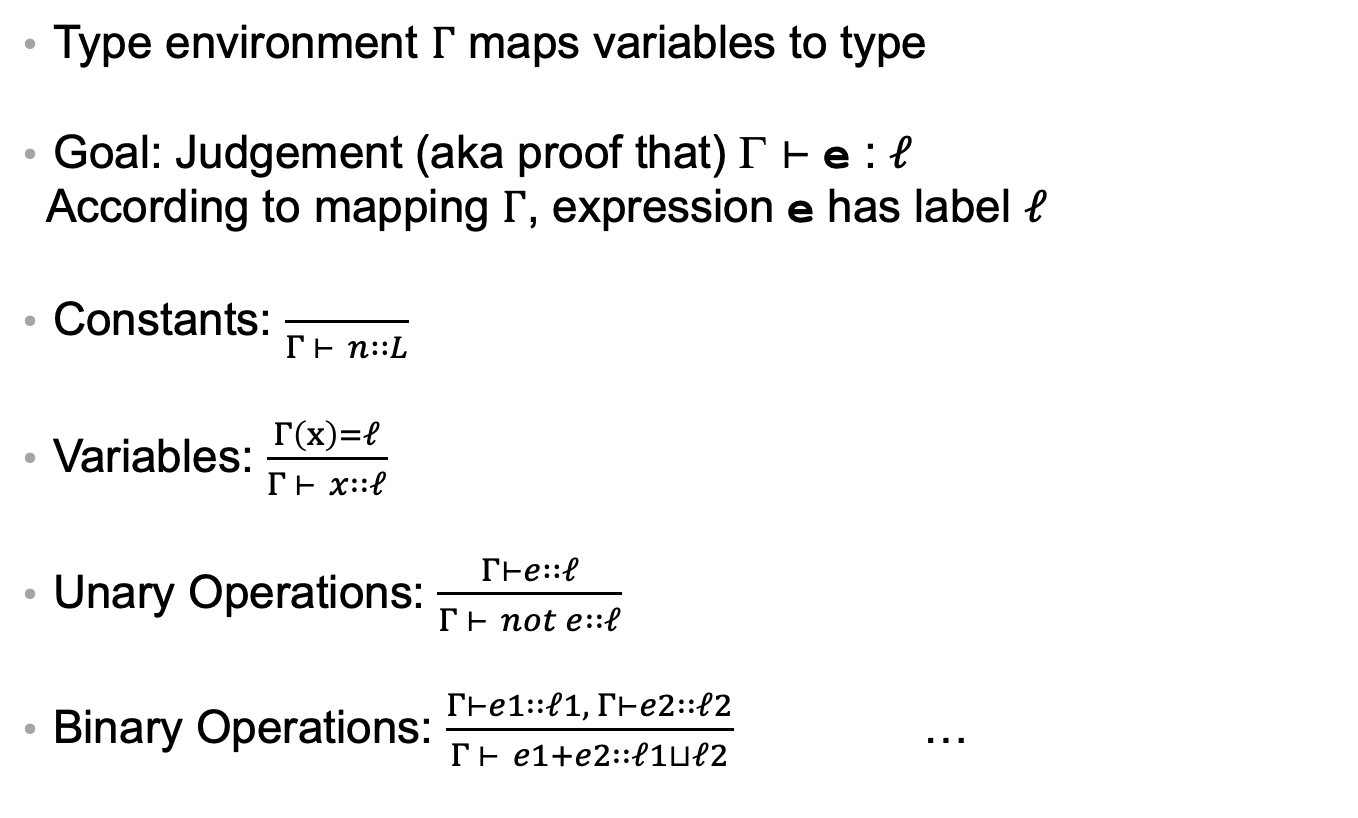 • Type environment Γ maps variables to type
• Goal: Judgement (aka proof that) Γ ⊢ e : ℓ
According to mapping Γ, expression e has label ℓ
• Constants:
Γ ⊢ n::L
• Variables:
Γ(x)=ℓ
Γ ⊢ x::ℓ
• Unary Operations:
Γ⊢e::ℓ
Γ ⊢ not e::ℓ
• Binary Operations:
Γ⊢e1::ℓ1, Γ⊢e2::ℓ2
Γ ⊢ e1+e2::ℓ1⊔ℓ2
...